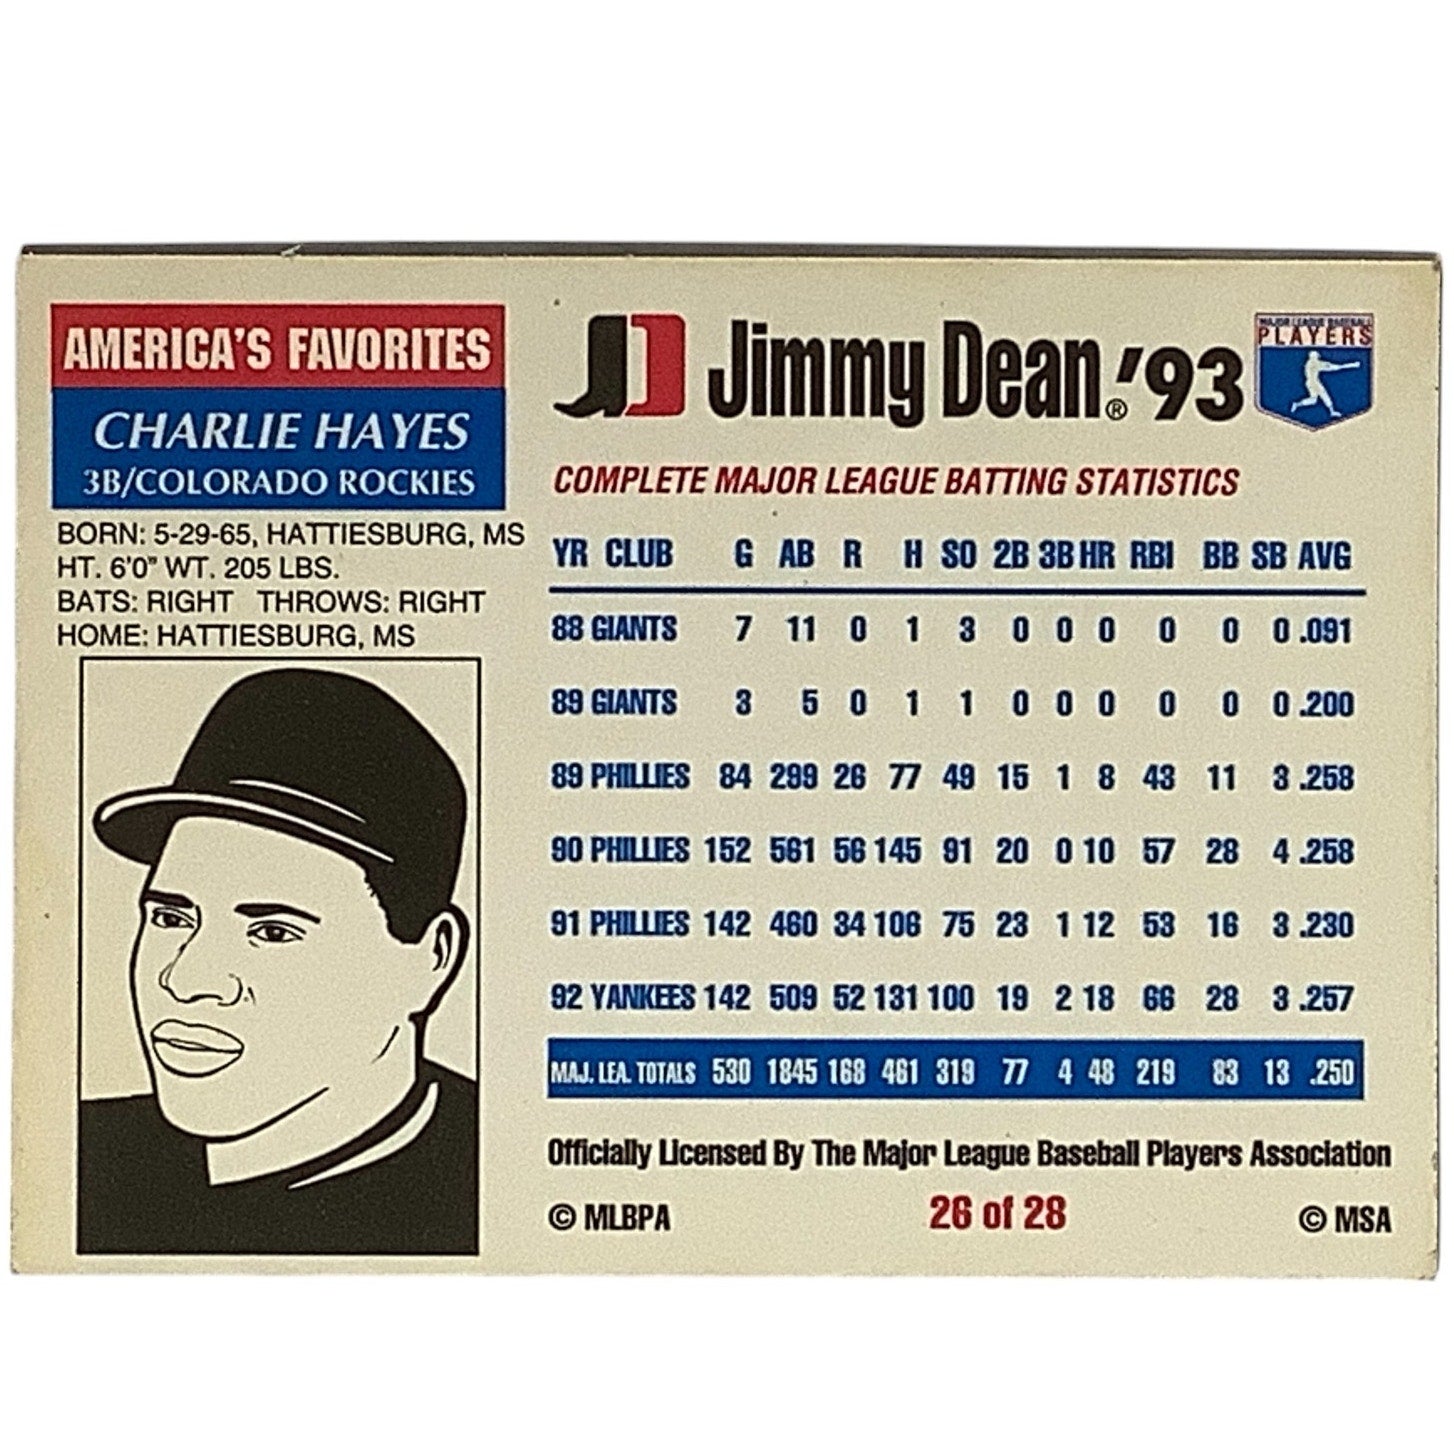 AMERICA'S FAVORITES
CHARLIE HAYES
3B/COLORADO ROCKIES
BORN: 5-29-65, HATTIESBURG, MS
HT. 6'0" WT. 205 LBS.
BATS: RIGHT THROWS: RIGHT
HOME: HATTIESBURG, MS
JD Jimmy Dean® '93
MAJOR LEAGUE BASEBALL
PLAYERS
COMPLETE MAJOR LEAGUE BATTING STATISTICS
YR CLUB G AB R H SO 2B 3B HR RBI BB SB AVG
88 GIANTS 7 11 0 1 3 0 0 0 0 0 0 .091
89 GIANTS 3 5 0 1 1 0 0 0 0 0 0 .200
89 PHILLIES 84 299 26 77 49 15 1 8 43 11 3 .258
90 PHILLIES 152 561 56 145 91 20 0 10 57 28 4 .258
91 PHILLIES 142 460 34 106 75 23 1 12 53 16 3 .230
92 YANKEES 142 509 52 131 100 19 2 18 66 28 3 .257
MAJ. LEA. TOTALS 530 1845 168 461 319 77 4 48 219 83 13 .250
Officially Licensed By The Major League Baseball Players Association
© MLBPA 26 of 28 © MSA